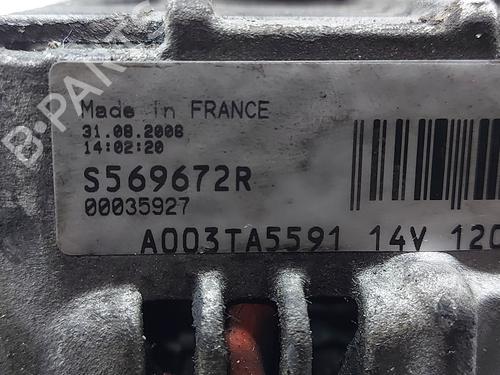 Made in FRANCE
31.08.2006
14:02:20
S569672R
00035927
A003TA5591 14V 120
B-PARTS